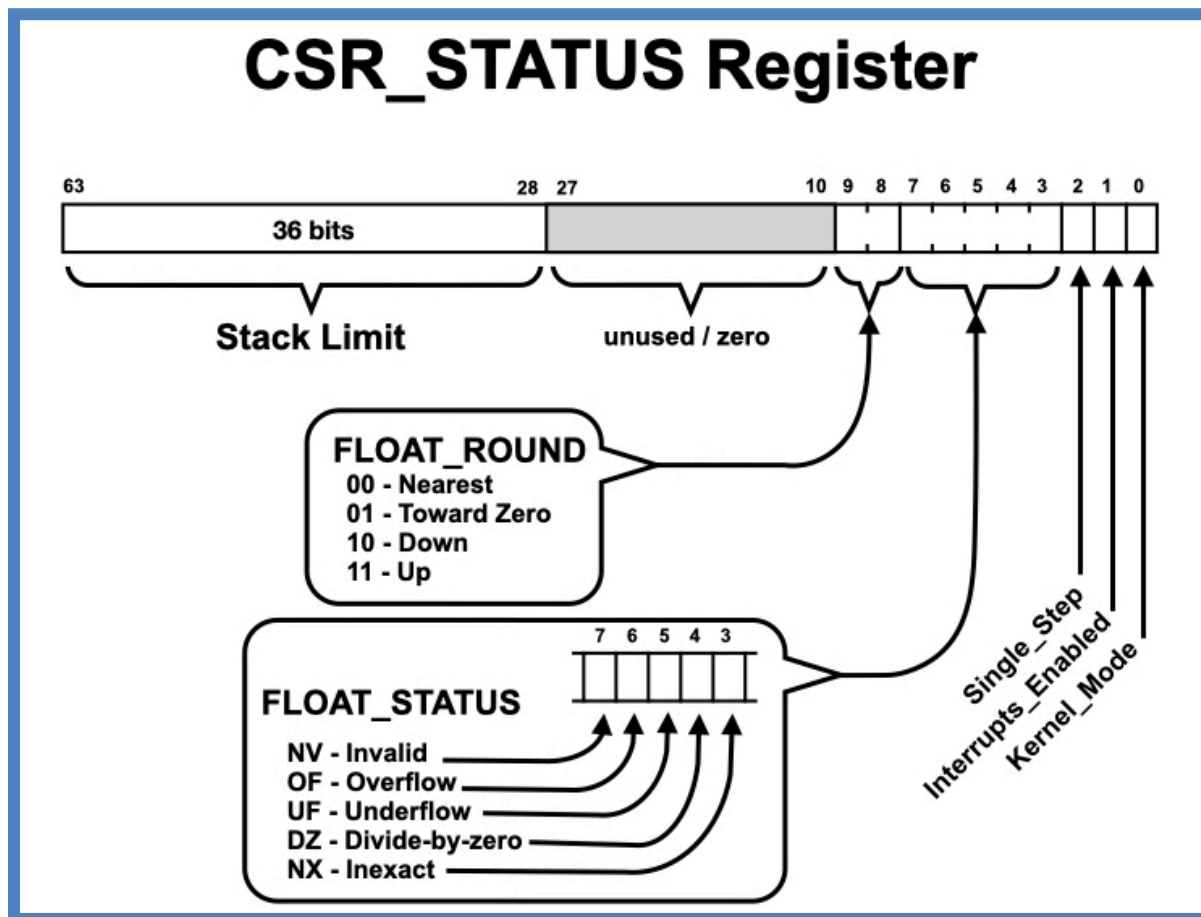 CSR_STATUS Register
63 28 27 10 9 8 7 6 5 4 3 2 1 0
36 bits
Stack Limit
unused / zero
FLOAT_ROUND
00 - Nearest
01 - Toward Zero
10 - Down
11 - Up
7 6 5 4 3
FLOAT_STATUS
NV - Invalid
OF - Overflow
UF - Underflow
DZ - Divide-by-zero
NX - Inexact
Single_Step
Interrupts_Enabled
Kernel_Mode